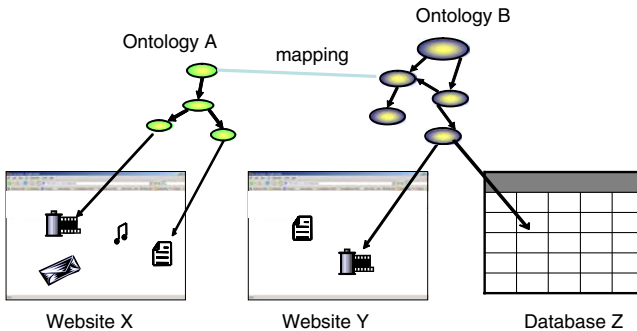 Ontology B
Ontology A
mapping
Website X
Website Y
Database Z